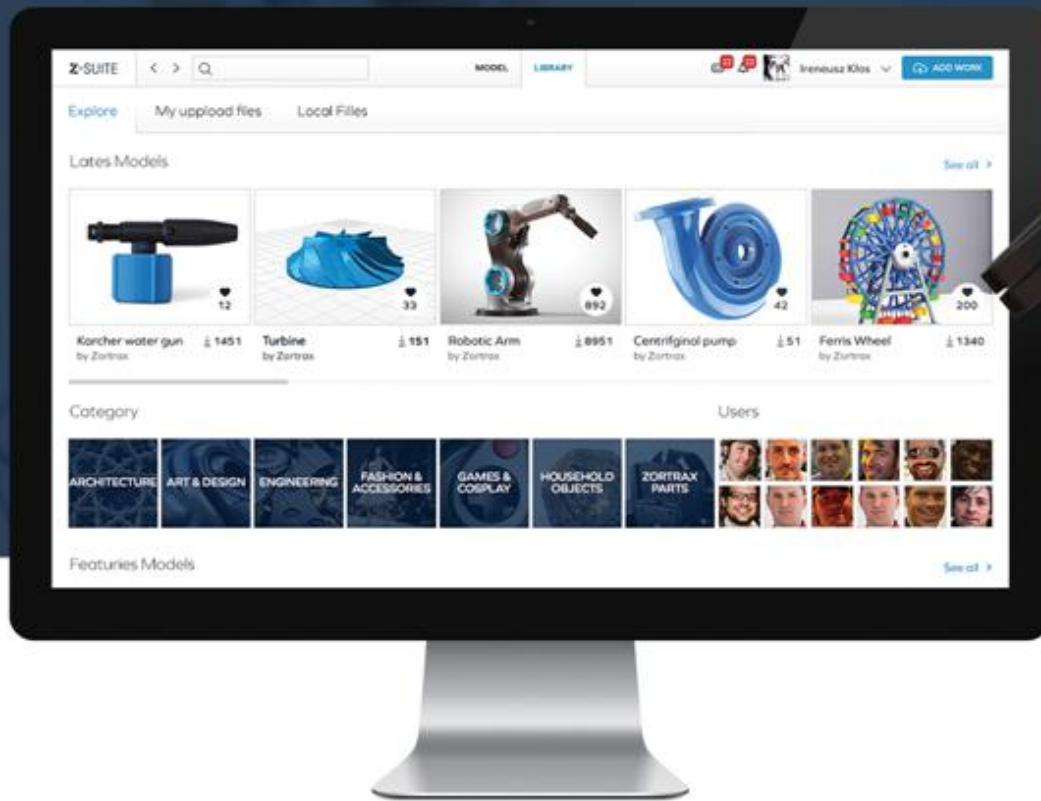 Z-SUITE
MODEL
LIBRARY
Ireneusz Kłos
ADD WORK
Explore
My uppload files
Local Filles
Lates Models
See all >
12
33
892
42
200
Karcher water gun 1451
by Zortrax
Turbine 151
by Zortrax
Robotic Arm 8951
by Zortrax
Centrifginal pump 51
by Zortrax
Ferris Wheel 1340
by Zortrax
Category
Users
ARCHITECTURE
ART & DESIGN
ENGINEERING
FASHION &
ACCESSORIES
GAMES &
COSPLAY
HOUSEHOLD
OBJECTS
ZORTRAX
PARTS
Featuries Models
See all >